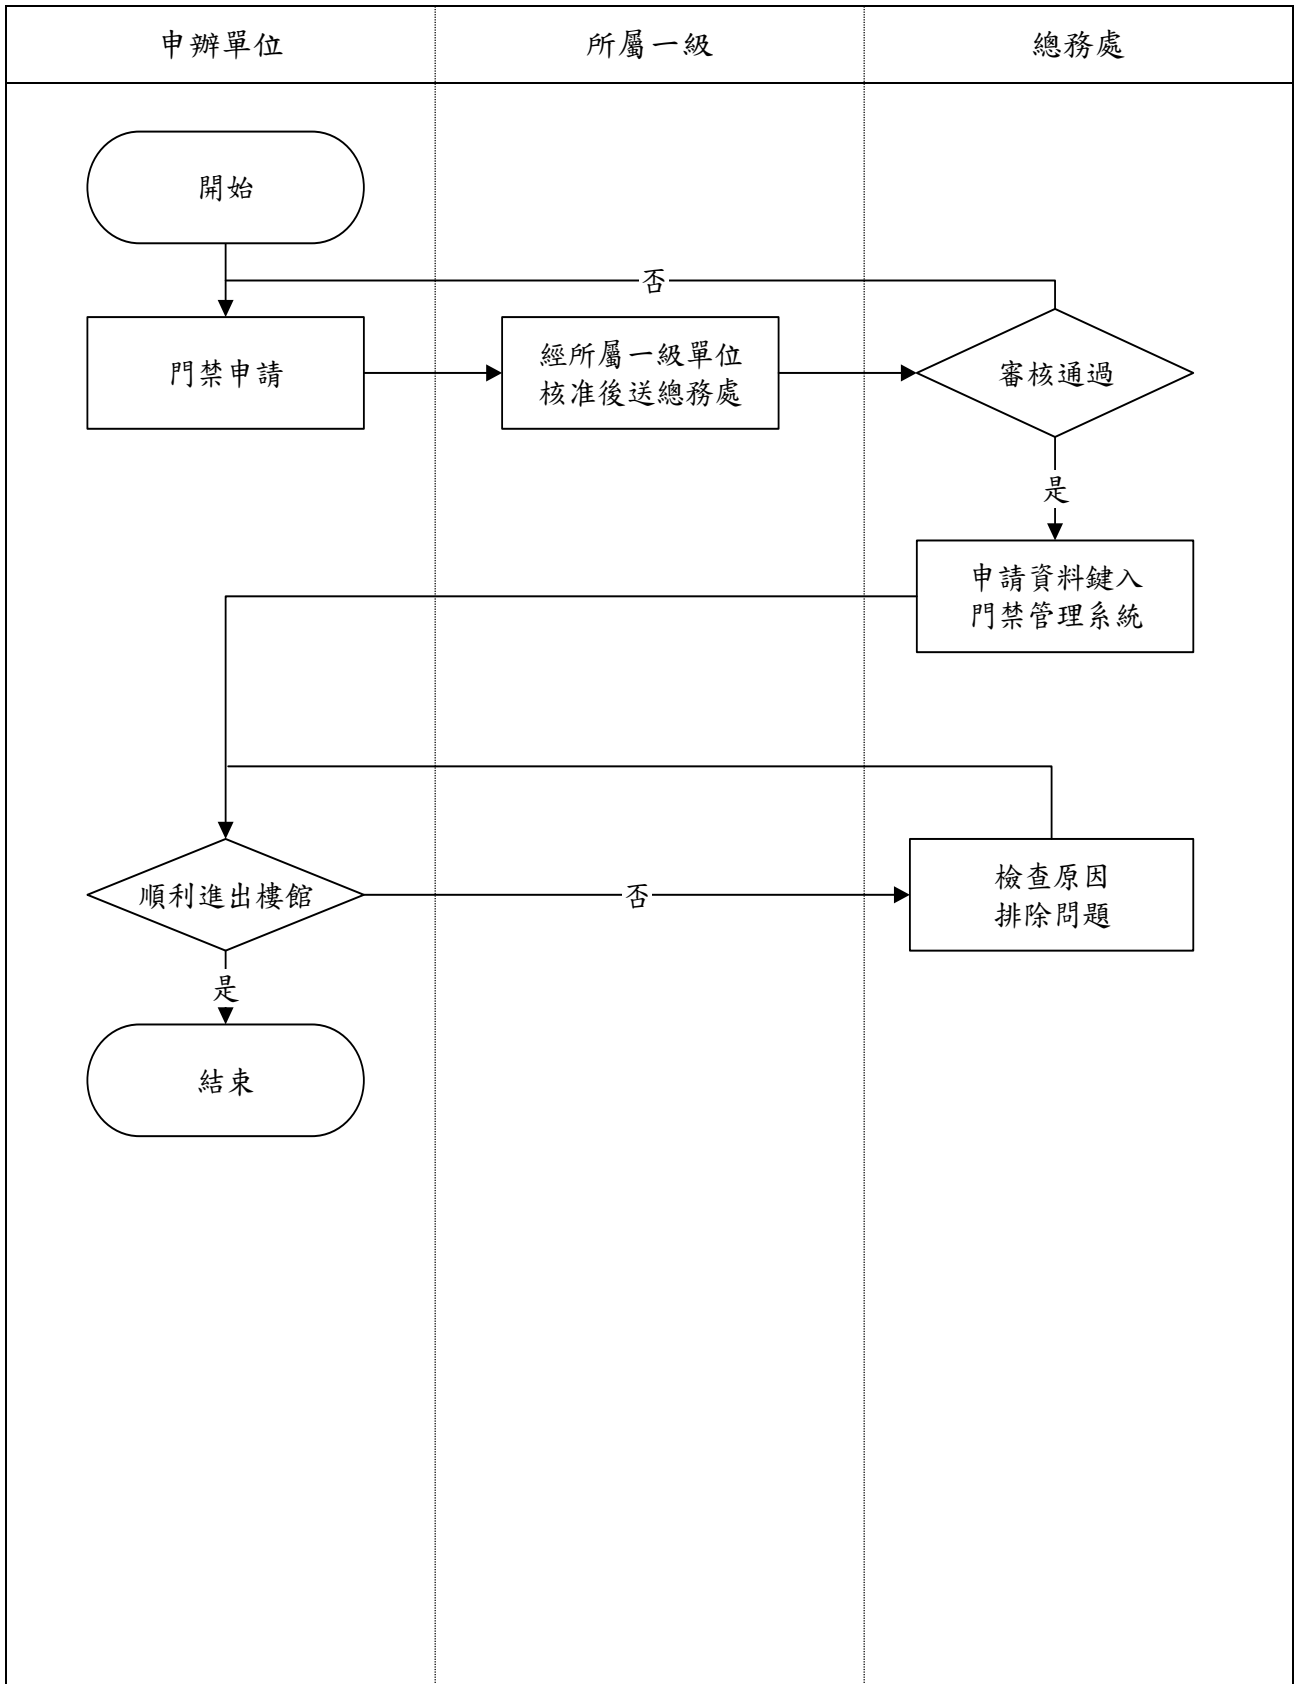 申辦單位
所屬一級
總務處
開始
否
門禁申請
經所屬一級單位
核准後送總務處
審核通過
是
申請資料鍵入
門禁管理系統
順利進出樓館
否
檢查原因
排除問題
是
結束